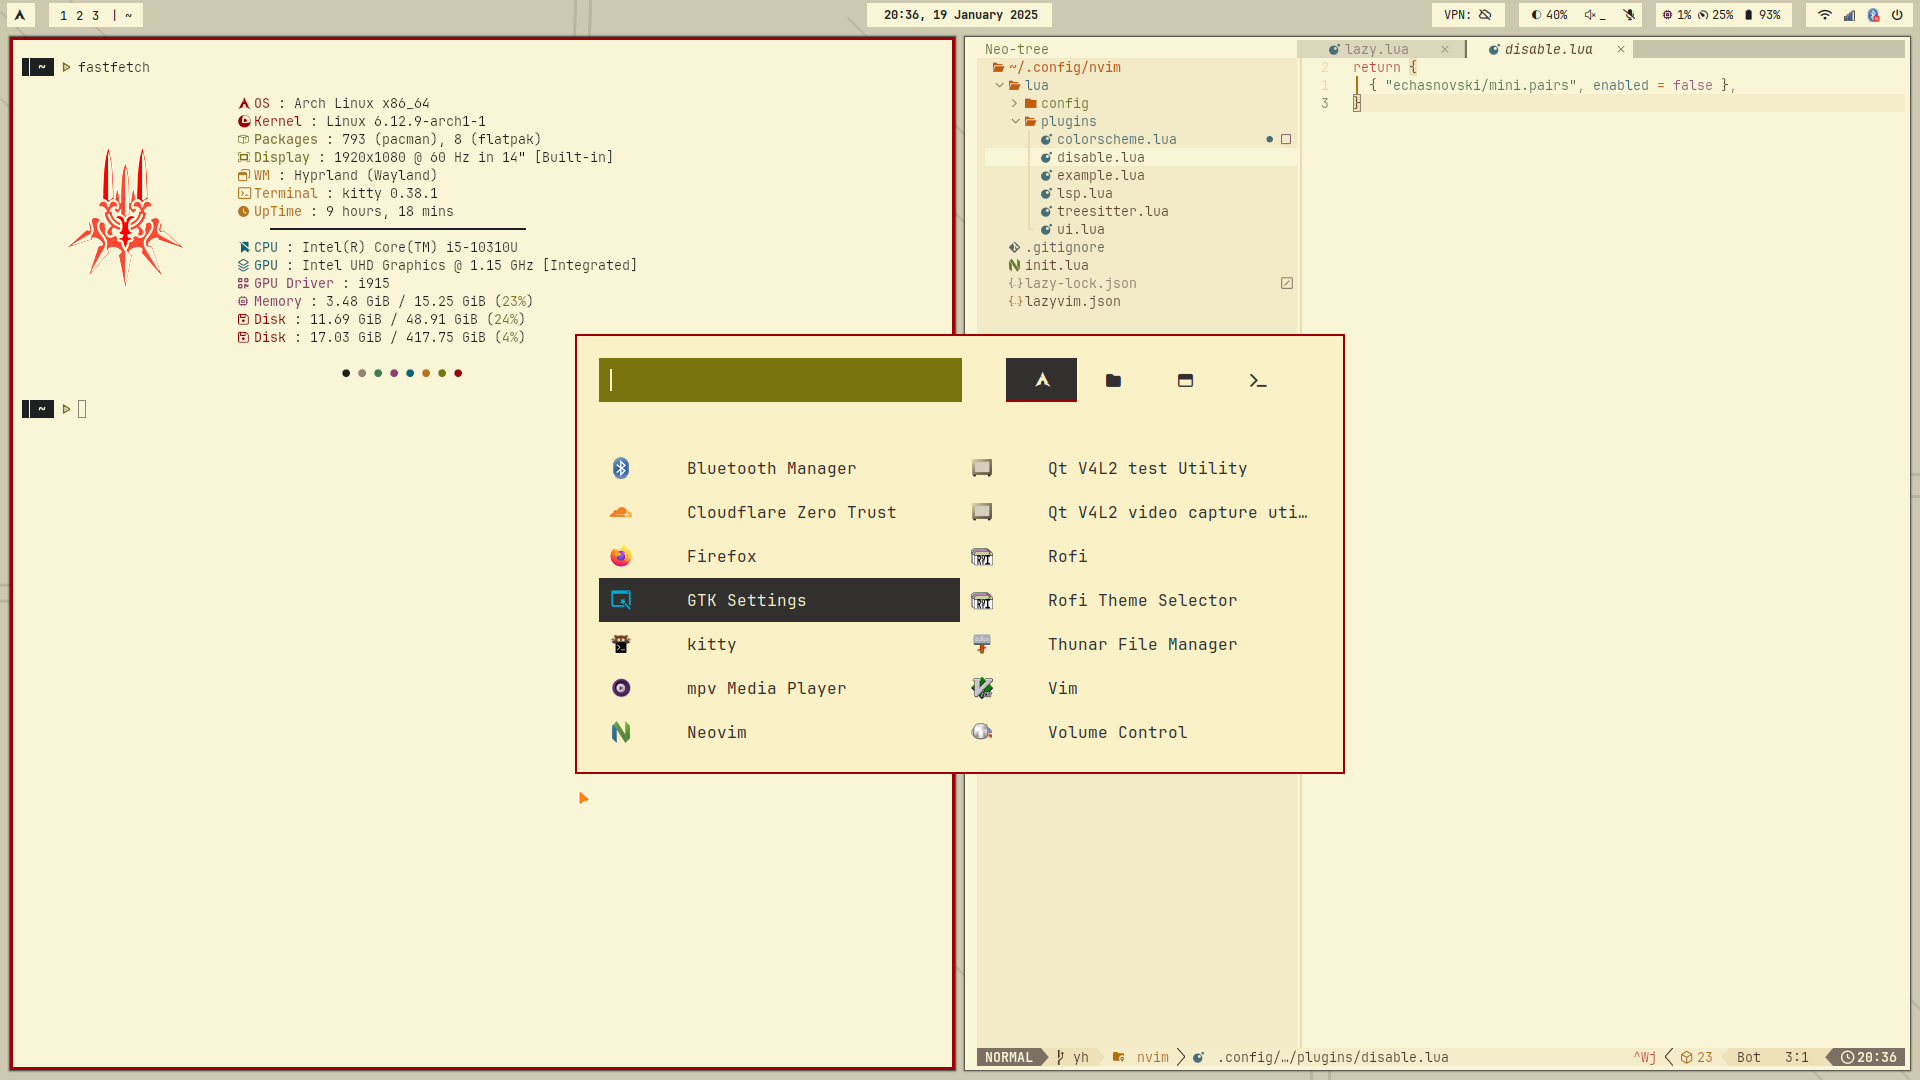 1 2 3 | ~
20:36, 19 January 2025
VPN:
40%
1% 25% 93%
~ fastfetch
OS : Arch Linux x86_64
Kernel : Linux 6.12.9-arch1-1
Packages : 793 (pacman), 8 (flatpak)
Display : 1920x1080 @ 60 Hz in 14" [Built-in]
WM : Hyprland (Wayland)
Terminal : kitty 0.38.1
UpTime : 9 hours, 18 mins
CPU : Intel(R) Core(TM) i5-10310U
GPU : Intel UHD Graphics @ 1.15 GHz [Integrated]
GPU Driver : i915
Memory : 3.48 GiB / 15.25 GiB (23%)
Disk : 11.69 GiB / 48.91 GiB (24%)
Disk : 17.03 GiB / 417.75 GiB (4%)
~
Bluetooth Manager
Cloudflare Zero Trust
Firefox
GTK Settings
kitty
mpv Media Player
Neovim
Qt V4L2 test Utility
Qt V4L2 video capture uti…
Rofi
Rofi Theme Selector
Thunar File Manager
Vim
Volume Control
Neo-tree
~/.config/nvim
lua
config
plugins
colorscheme.lua
disable.lua
example.lua
lsp.lua
treesitter.lua
ui.lua
.gitignore
init.lua
lazy-lock.json
lazyvim.json
lazy.lua ×
disable.lua ×
2 return {
1 { "echasnovski/mini.pairs", enabled = false },
3 }
NORMAL yh nvim .config/…/plugins/disable.lua
^Wj 23 Bot 3:1 20:36